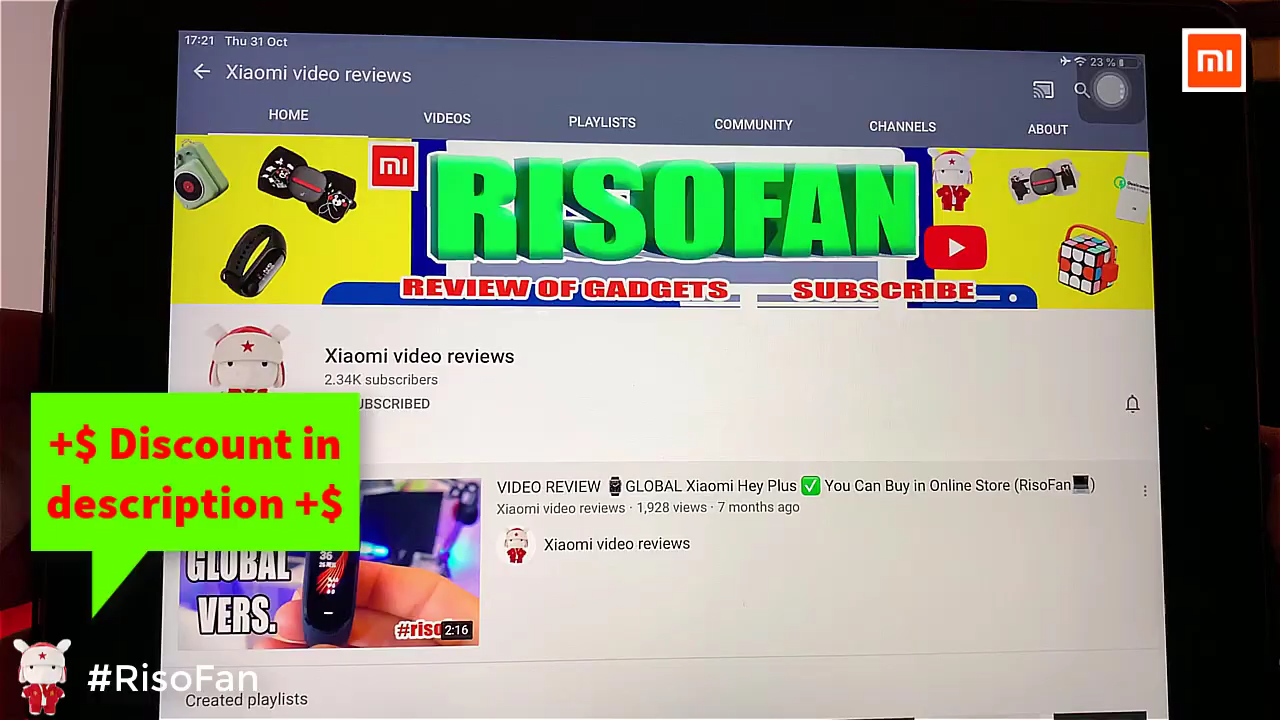 17:21 Thu 31 Oct
23 %
Xiaomi video reviews
HOME
VIDEOS
PLAYLISTS
COMMUNITY
CHANNELS
ABOUT
RISOFAN
REVIEW OF GADGETS
SUBSCRIBE
Xiaomi video reviews
2.34K subscribers
UBSCRIBED
+$ Discount in
description +$
VIDEO REVIEW ⌚GLOBAL Xiaomi Hey Plus ✅ You Can Buy in Online Store (RisoFan💻)
Xiaomi video reviews · 1,928 views · 7 months ago
Xiaomi video reviews
GLOBAL
VERS.
#riso
2:16
#RisoFan
Created playlists